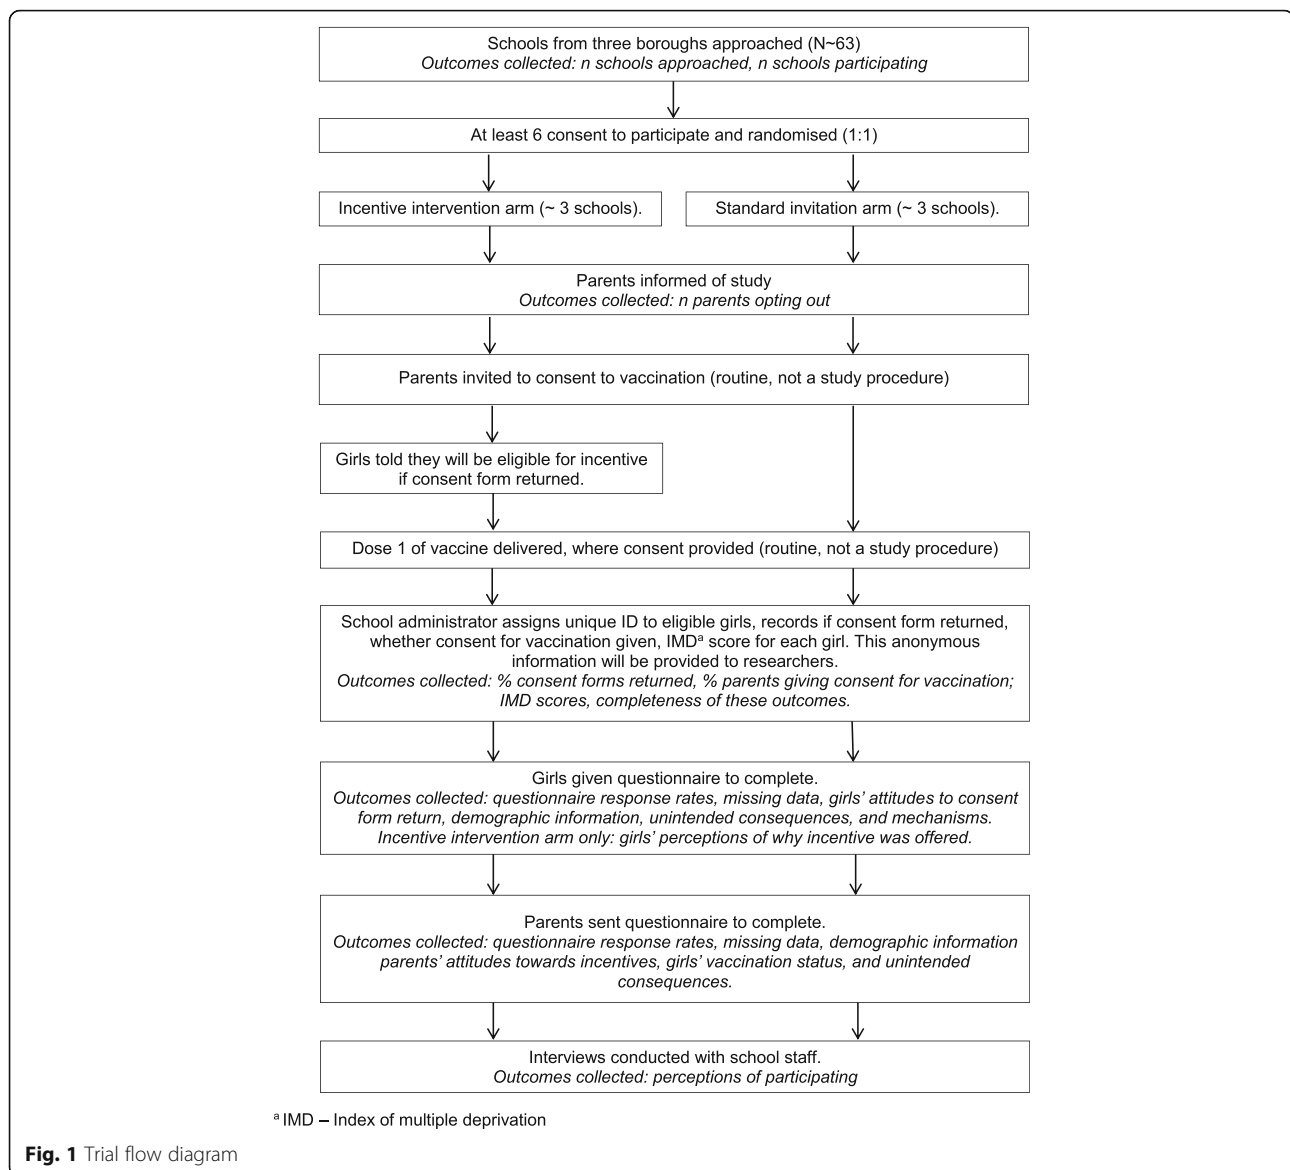 Schools from three boroughs approached (N~63)
Outcomes collected: n schools approached, n schools participating
At least 6 consent to participate and randomised (1:1)
Incentive intervention arm (~ 3 schools).
Standard invitation arm (~ 3 schools).
Parents informed of study
Outcomes collected: n parents opting out
Parents invited to consent to vaccination (routine, not a study procedure)
Girls told they will be eligible for incentive
if consent form returned.
Dose 1 of vaccine delivered, where consent provided (routine, not a study procedure)
School administrator assigns unique ID to eligible girls, records if consent form returned,
whether consent for vaccination given, IMDᵃ score for each girl. This anonymous
information will be provided to researchers.
Outcomes collected: % consent forms returned, % parents giving consent for vaccination;
IMD scores, completeness of these outcomes.
Girls given questionnaire to complete.
Outcomes collected: questionnaire response rates, missing data, girls’ attitudes to consent
form return, demographic information, unintended consequences, and mechanisms.
Incentive intervention arm only: girls’ perceptions of why incentive was offered.
Parents sent questionnaire to complete.
Outcomes collected: questionnaire response rates, missing data, demographic information
parents’ attitudes towards incentives, girls’ vaccination status, and unintended
consequences.
Interviews conducted with school staff.
Outcomes collected: perceptions of participating
ᵃ IMD – Index of multiple deprivation
Fig. 1 Trial flow diagram